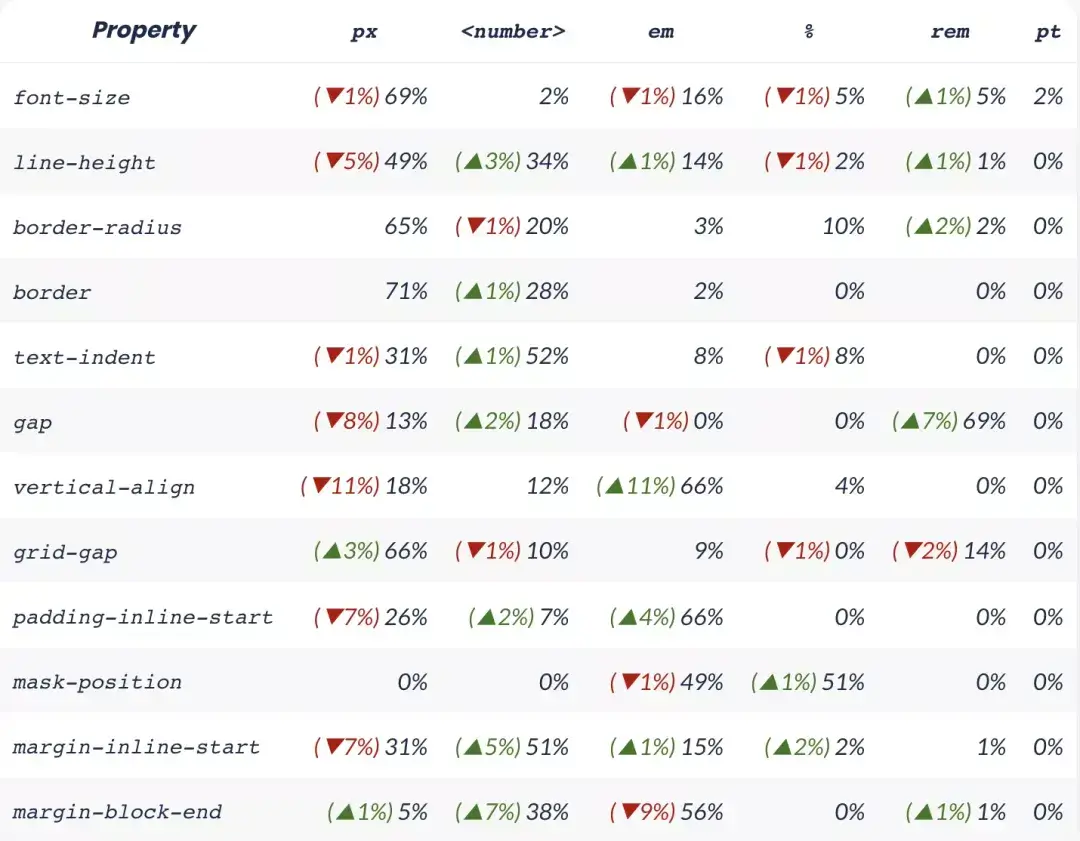 Property px <number> em % rem pt
font-size (▼1%) 69% 2% (▼1%) 16% (▼1%) 5% (▲1%) 5% 2%
line-height (▼5%) 49% (▲3%) 34% (▲1%) 14% (▼1%) 2% (▲1%) 1% 0%
border-radius 65% (▼1%) 20% 3% 10% (▲2%) 2% 0%
border 71% (▲1%) 28% 2% 0% 0% 0%
text-indent (▼1%) 31% (▲1%) 52% 8% (▼1%) 8% 0% 0%
gap (▼8%) 13% (▲2%) 18% (▼1%) 0% 0% (▲7%) 69% 0%
vertical-align (▼11%) 18% 12% (▲11%) 66% 4% 0% 0%
grid-gap (▲3%) 66% (▼1%) 10% 9% (▼1%) 0% (▼2%) 14% 0%
padding-inline-start (▼7%) 26% (▲2%) 7% (▲4%) 66% 0% 0% 0%
mask-position 0% 0% (▼1%) 49% (▲1%) 51% 0% 0%
margin-inline-start (▼7%) 31% (▲5%) 51% (▲1%) 15% (▲2%) 2% 1% 0%
margin-block-end (▲1%) 5% (▲7%) 38% (▼9%) 56% 0% (▲1%) 1% 0%